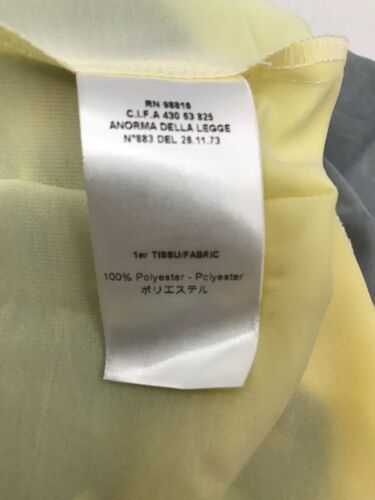 RN 98816
C.I.F.A 430 63 825
ANORMA DELLA LEGGE
N°883 DEL 26.11.73
1er TISSU/FABRIC
100% Polyester - Polyester
ポリエステル